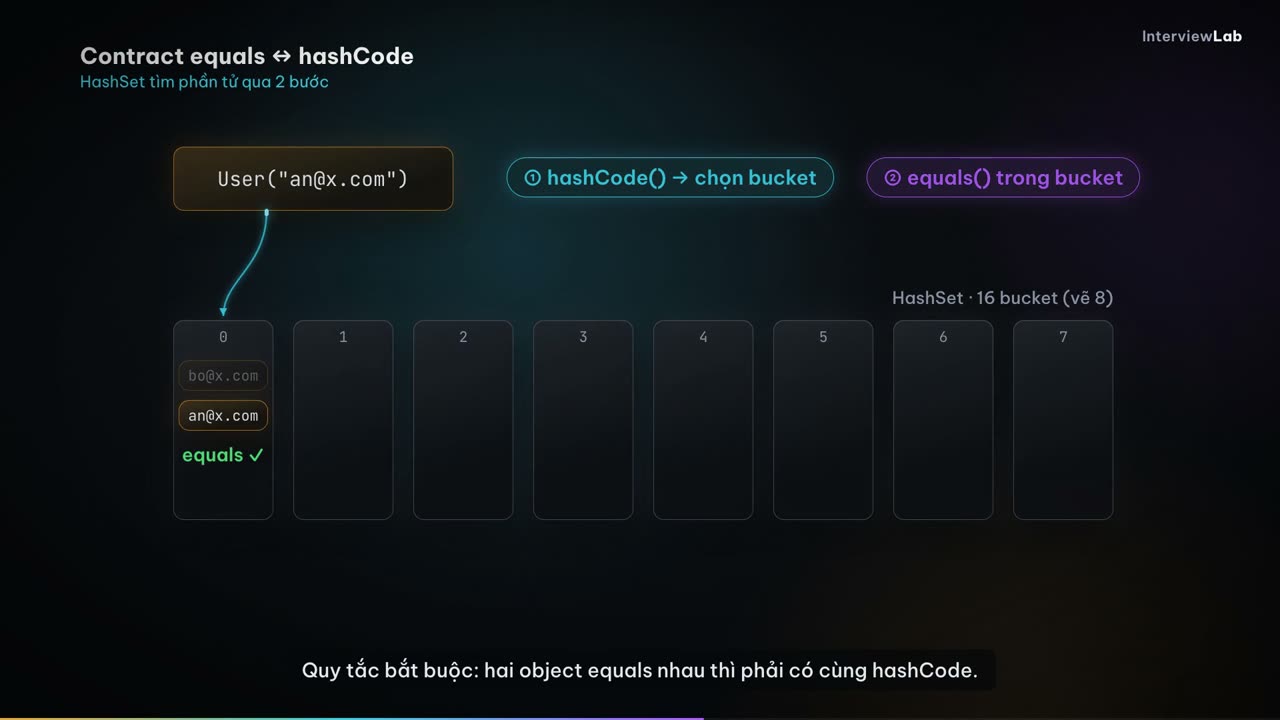 InterviewLab
Contract equals ↔ hashCode
HashSet tìm phần tử qua 2 bước
User("an@x.com")
① hashCode() → chọn bucket
② equals() trong bucket
HashSet · 16 bucket (vẽ 8)
0
1
2
3
4
5
6
7
bo@x.com
an@x.com
equals ✓
Quy tắc bắt buộc: hai object equals nhau thì phải có cùng hashCode.